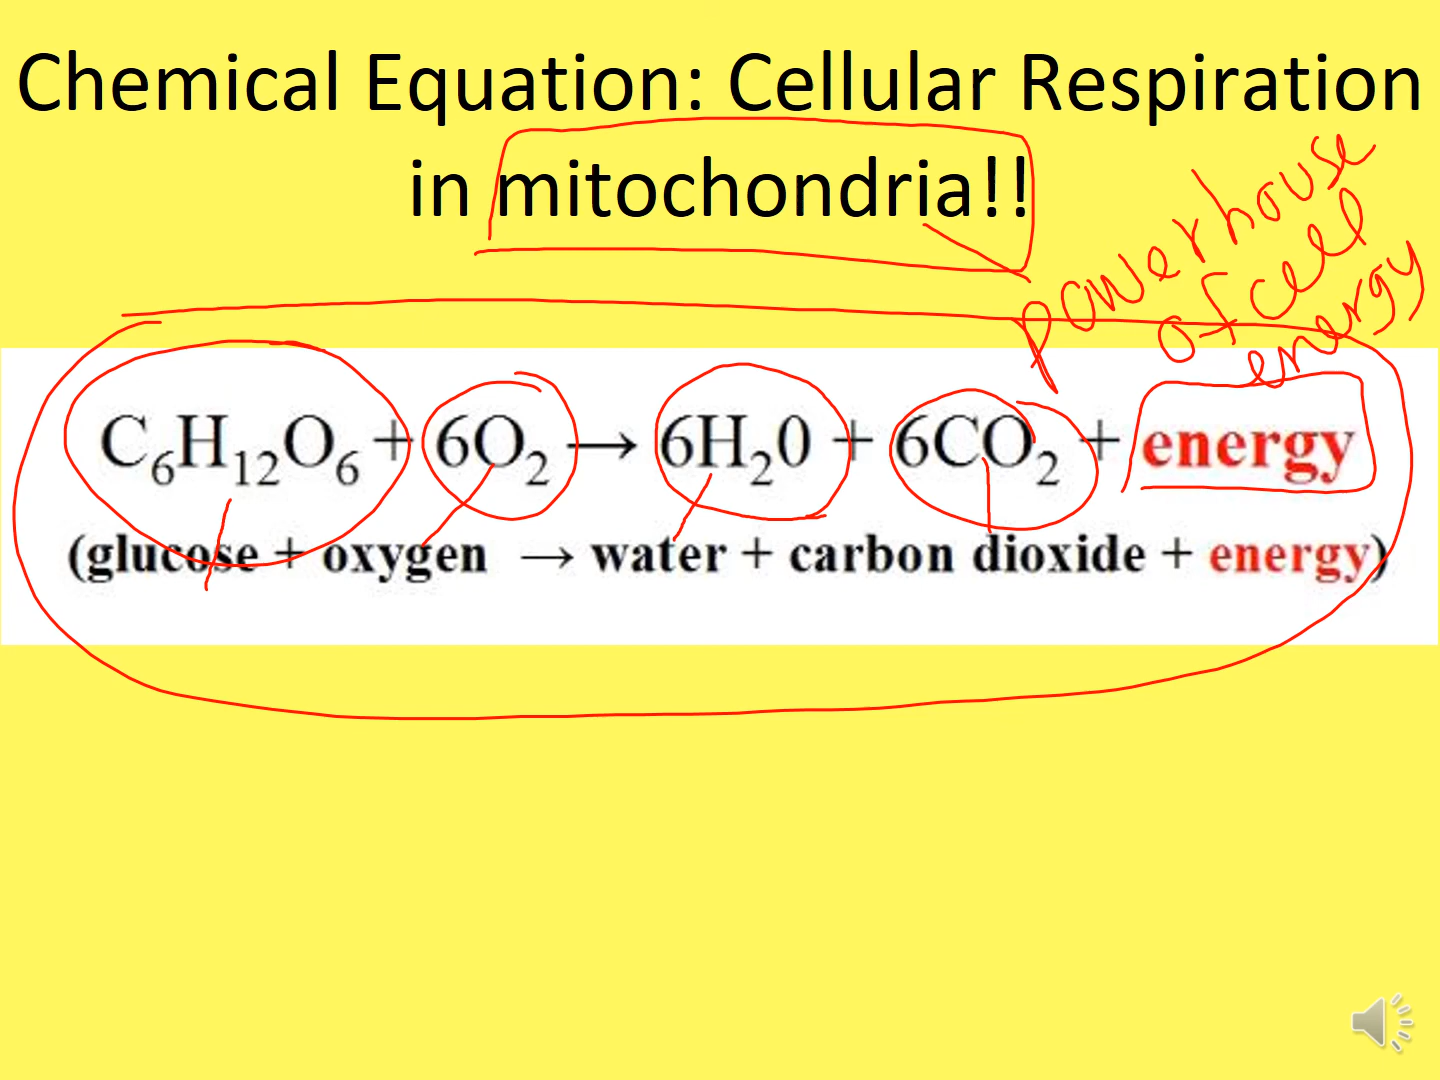 Chemical Equation: Cellular Respiration
in mitochondria!!
powerhouse
of cell
energy
C₆H₁₂O₆ + 6O₂ → 6H₂0 + 6CO₂ + energy
(glucose + oxygen → water + carbon dioxide + energy)